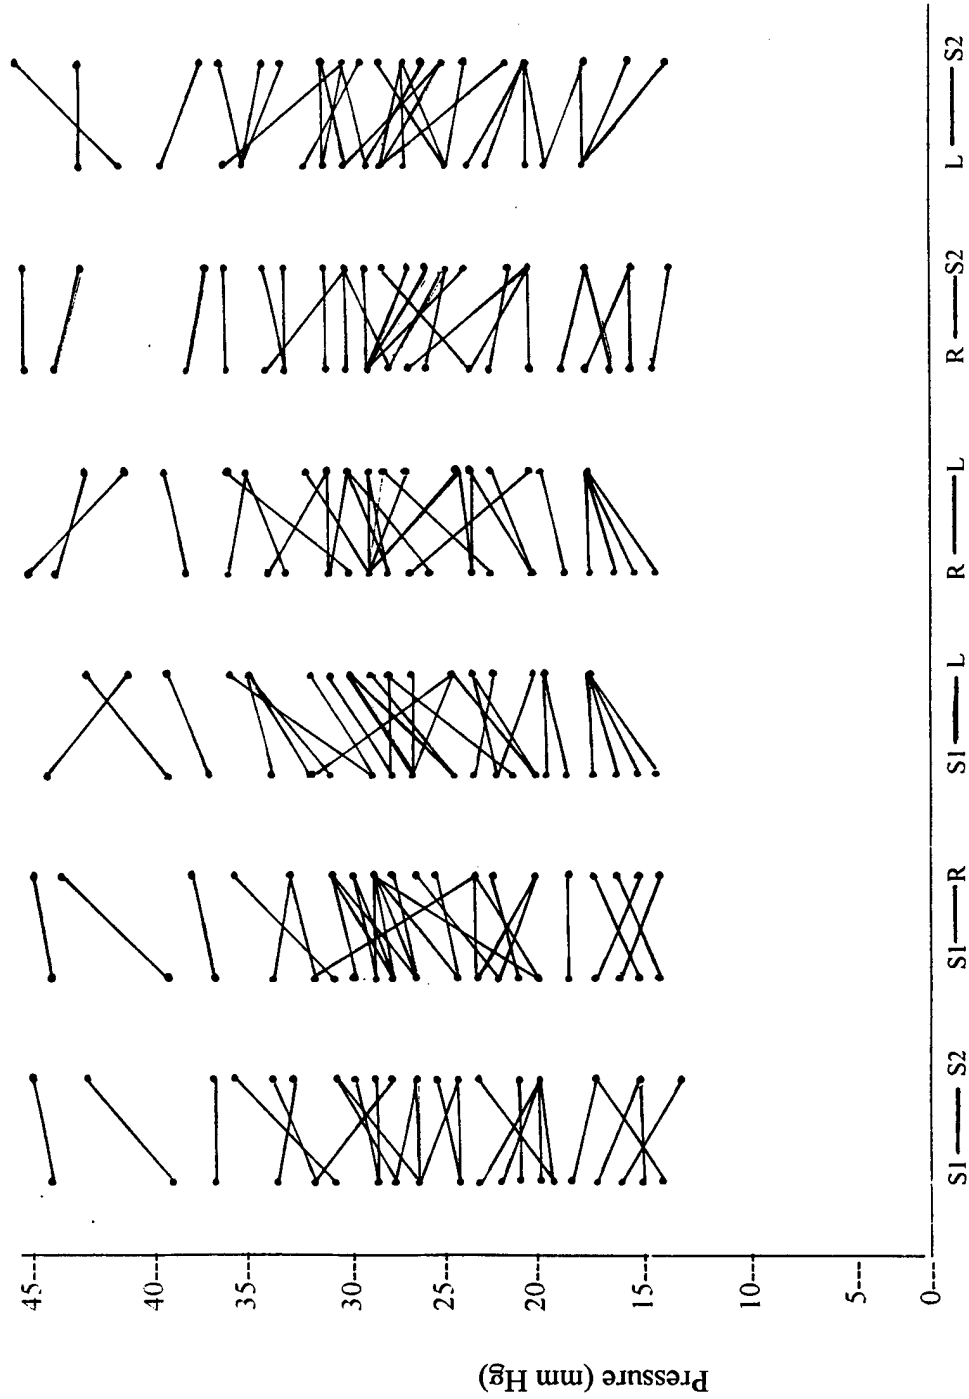 Pressure (mm Hg)
45---
40---
35---
30---
25---
20---
15---
10---
5---
0---
S1 S2
S1 R
S1 L
R L
R S2
L S2